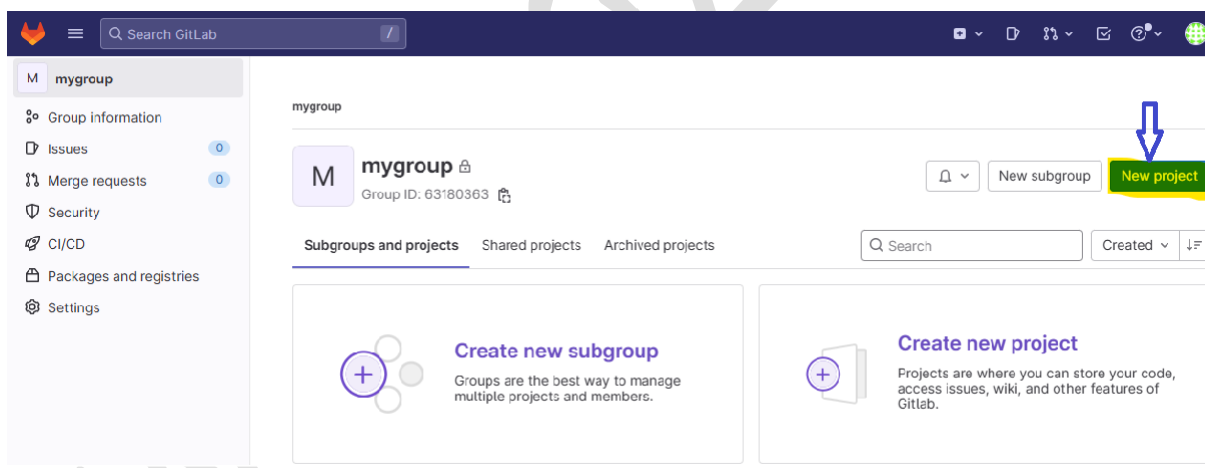 Search GitLab /
M mygroup
Group information
Issues 0
Merge requests 0
Security
CI/CD
Packages and registries
Settings
mygroup
M mygroup
Group ID: 63180363
New subgroup
New project
Subgroups and projects Shared projects Archived projects
Search
Created
Create new subgroup
Groups are the best way to manage
multiple projects and members.
Create new project
Projects are where you can store your code,
access issues, wiki, and other features of
Gitlab.